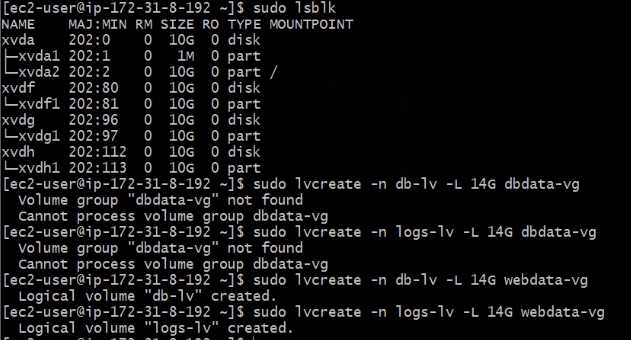 [ec2-user@ip-172-31-8-192 ~]$ sudo lsblk
NAME    MAJ:MIN RM SIZE RO TYPE MOUNTPOINT
xvda    202:0    0  10G  0 disk
├─xvda1 202:1    0   1M  0 part
└─xvda2 202:2    0  10G  0 part /
xvdf    202:80   0  10G  0 disk
└─xvdf1 202:81   0  10G  0 part
xvdg    202:96   0  10G  0 disk
└─xvdg1 202:97   0  10G  0 part
xvdh    202:112  0  10G  0 disk
└─xvdh1 202:113  0  10G  0 part
[ec2-user@ip-172-31-8-192 ~]$ sudo lvcreate -n db-lv -L 14G dbdata-vg
  Volume group "dbdata-vg" not found
  Cannot process volume group dbdata-vg
[ec2-user@ip-172-31-8-192 ~]$ sudo lvcreate -n logs-lv -L 14G dbdata-vg
  Volume group "dbdata-vg" not found
  Cannot process volume group dbdata-vg
[ec2-user@ip-172-31-8-192 ~]$ sudo lvcreate -n db-lv -L 14G webdata-vg
  Logical volume "db-lv" created.
[ec2-user@ip-172-31-8-192 ~]$ sudo lvcreate -n logs-lv -L 14G webdata-vg
  Logical volume "logs-lv" created.